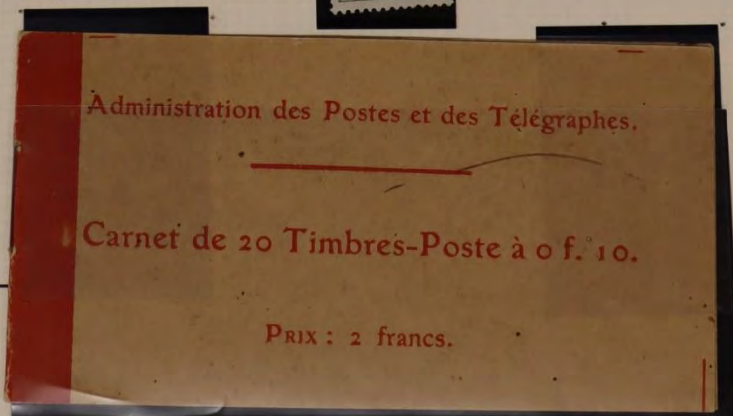 Administration des Postes et des Télégraphes.
Carnet de 20 Timbres-Poste à 0 f. 10.
PRIX : 2 francs.